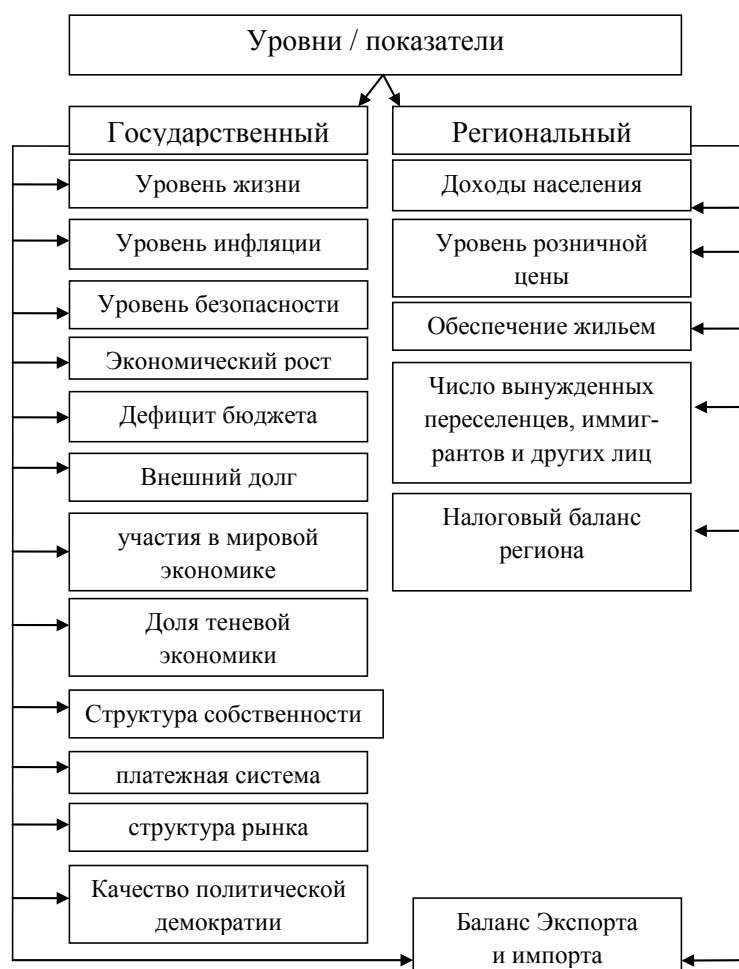 Уровни / показатели
Государственный
Уровень жизни
Уровень инфляции
Уровень безопасности
Экономический рост
Дефицит бюджета
Внешний долг
участия в мировой
экономике
Доля теневой
экономики
Структура собственности
платежная система
структура рынка
Качество политической
демократии
Региональный
Доходы населения
Уровень розничной
цены
Обеспечение жильем
Число вынужденных
переселенцев, иммиг-
рантов и других лиц
Налоговый баланс
региона
Баланс Экспорта
и импорта